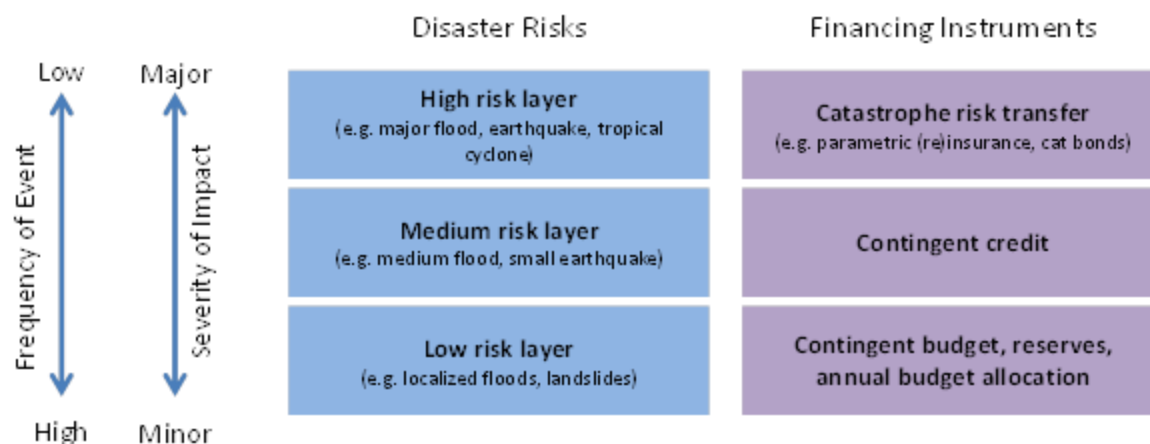 Disaster Risks
Financing Instruments
Low
Major
High
Minor
Frequency of Event
Severity of Impact
High risk layer
(e.g. major flood, earthquake, tropical
cyclone)
Catastrophe risk transfer
(e.g. parametric (re)insurance, cat bonds)
Medium risk layer
(e.g. medium flood, small earthquake)
Contingent credit
Low risk layer
(e.g. localized floods, landslides)
Contingent budget, reserves,
annual budget allocation